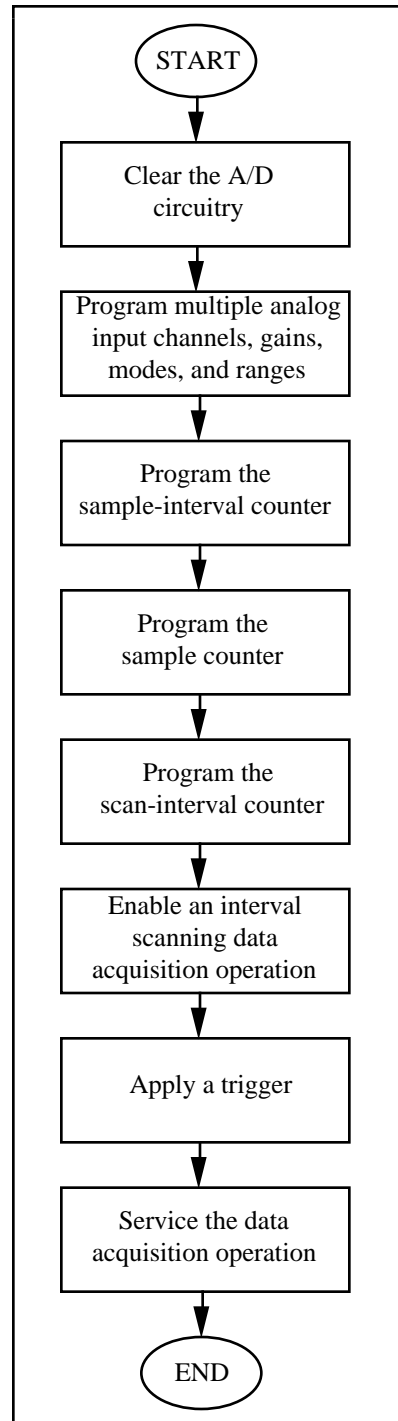 START
Clear the A/D
circuitry
Program multiple analog
input channels, gains,
modes, and ranges
Program the
sample-interval counter
Program the
sample counter
Program the
scan-interval counter
Enable an interval
scanning data
acquisition operation
Apply a trigger
Service the data
acquisition operation
END